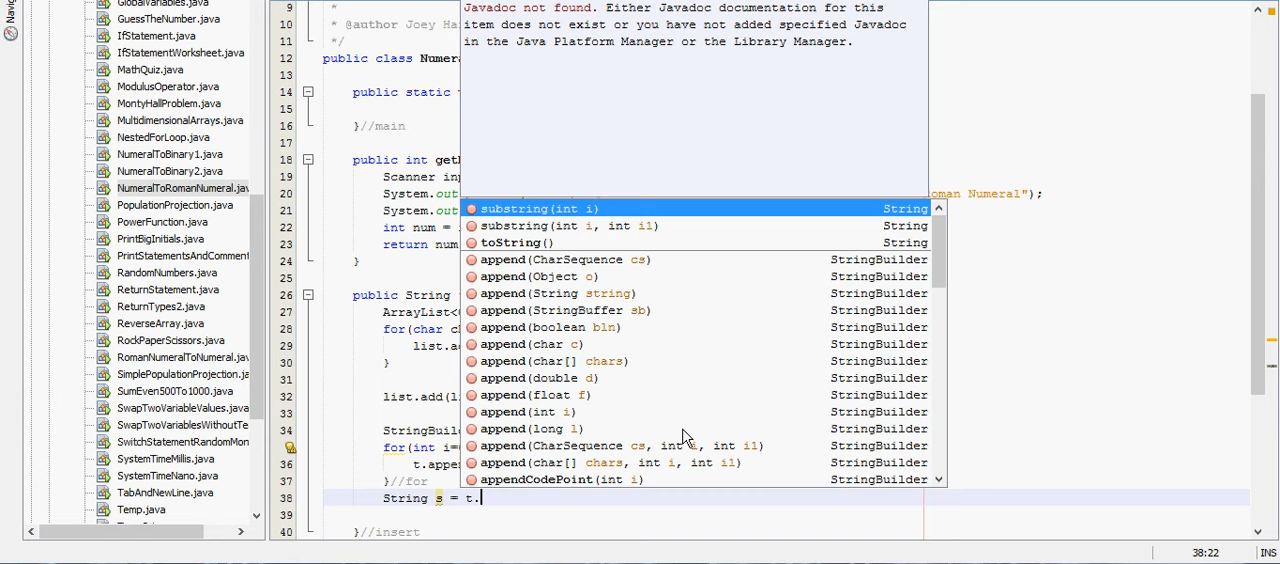 Navig
GlobalVariables.java
GuessTheNumber.java
IfStatement.java
IfStatementWorksheet.java
MathQuiz.java
ModulusOperator.java
MontyHallProblem.java
MultidimensionalArrays.java
NestedForLoop.java
NumeralToBinary1.java
NumeralToBinary2.java
NumeralToRomanNumeral.jav
PopulationProjection.java
PowerFunction.java
PrintBigInitials.java
PrintStatementsAndComment
RandomNumbers.java
ReturnStatement.java
ReturnTypes2.java
ReverseArray.java
RockPaperScissors.java
RomanNumeralToNumeral.jav
SimplePopulationProjection.jav
SumEven500To1000.java
SwapTwoVariableValues.java
SwapTwoVariablesWithoutTe
SwitchStatementRandomMon
SystemTimeMillis.java
SystemTimeNano.java
TabAndNewLine.java
Temp.java
9 *
10 * @author Joey Ha
11 */
12 public class Numera
13
14 public static
15
16 }//main
17
18 public int get
19 Scanner inp
20 System.out oman Numeral");
21 System.out
22 int num = i
23 return num
24 }
25
26 public String
27 ArrayList<
28 for(char c
29 list.a
30 }
31
32 list.add(l
33
34 StringBuil
for(int i=
36 t.appe
37 }//for
38 String s = t.
39
40 }//insert
Javadoc not found. Either Javadoc documentation for this
item does not exist or you have not added specified Javadoc
in the Java Platform Manager or the Library Manager.
substring(int i) String
substring(int i, int i1) String
toString() String
append(CharSequence cs) StringBuilder
append(Object o) StringBuilder
append(String string) StringBuilder
append(StringBuffer sb) StringBuilder
append(boolean bln) StringBuilder
append(char c) StringBuilder
append(char[] chars) StringBuilder
append(double d) StringBuilder
append(float f) StringBuilder
append(int i) StringBuilder
append(long l) StringBuilder
append(CharSequence cs, int i, int i1) StringBuilder
append(char[] chars, int i, int i1) StringBuilder
appendCodePoint(int i) StringBuilder
38:22 INS